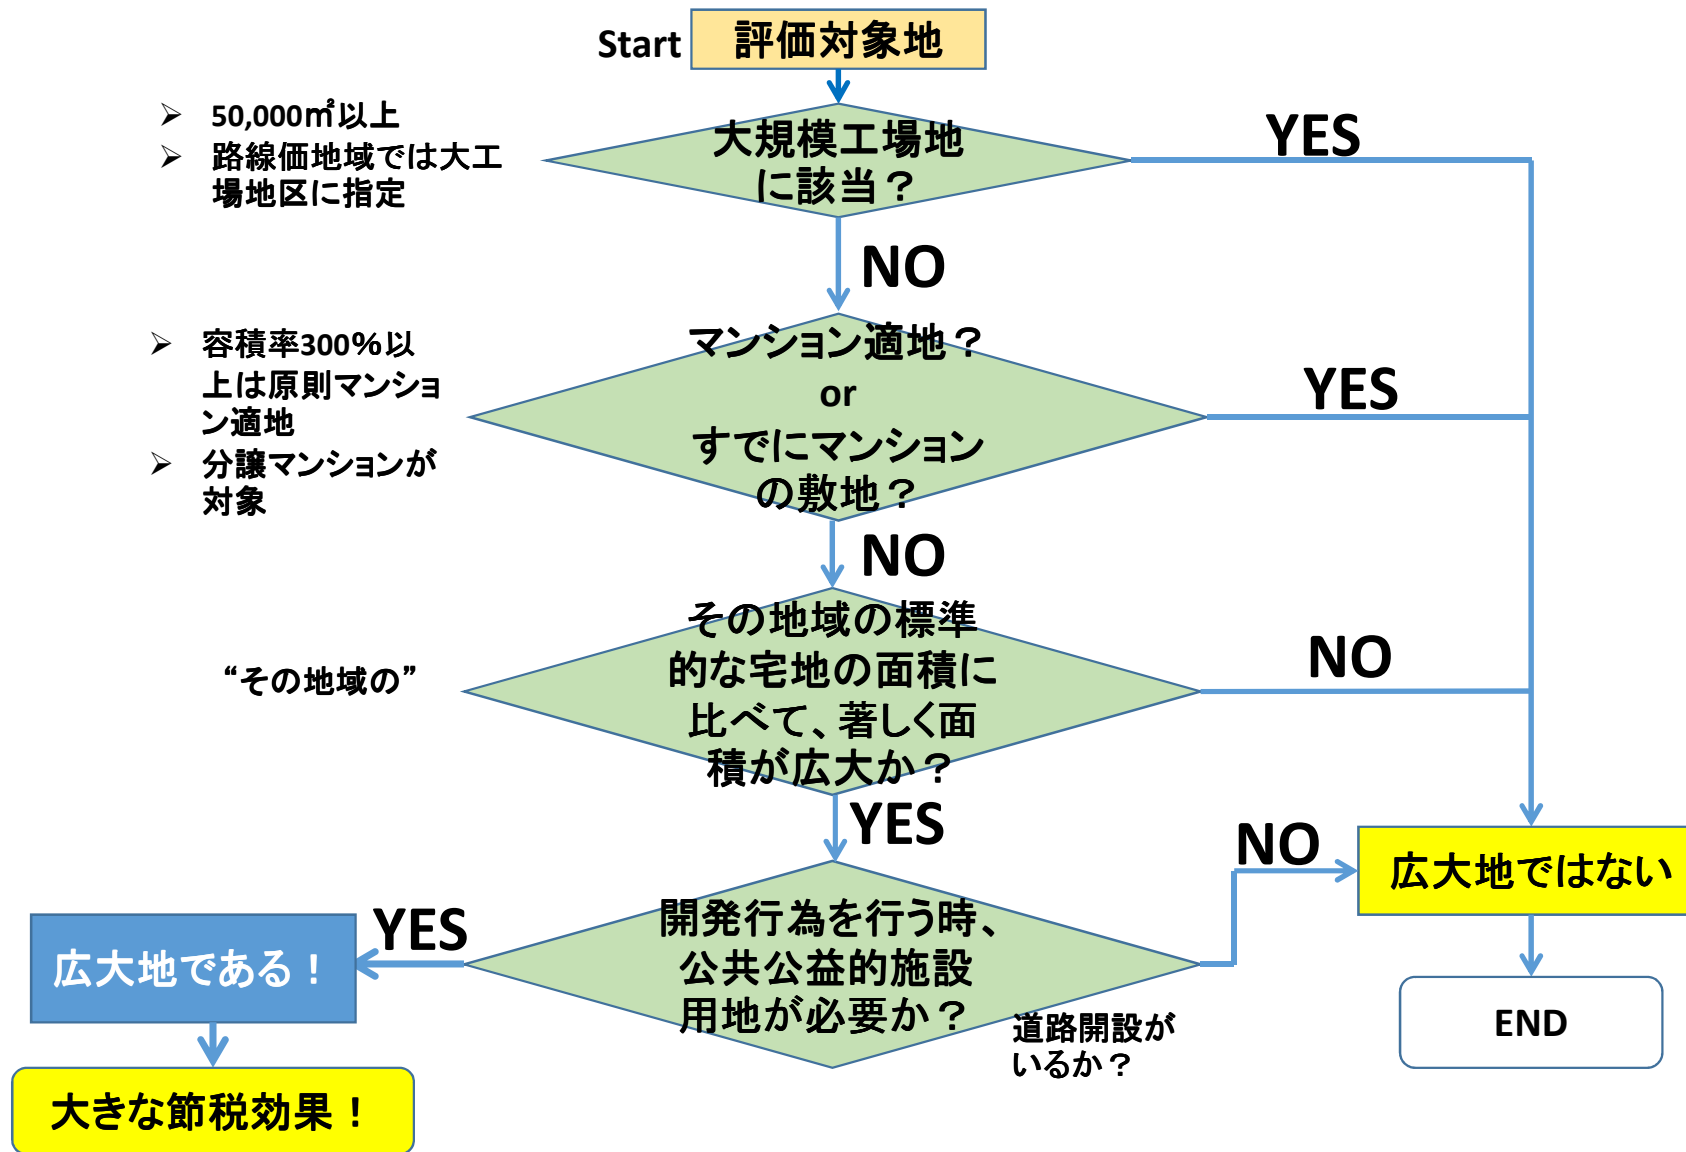 Start
評価対象地
➢ 50,000㎡以上
➢ 路線価地域では大工
場地区に指定
大規模工場地
に該当？
YES
NO
➢ 容積率300%以
上は原則マンショ
ン適地
➢ 分譲マンションが
対象
マンション適地？
or
すでにマンション
の敷地？
YES
NO
“その地域の”
その地域の標準
的な宅地の面積に
比べて、著しく面
積が広大か？
NO
YES
開発行為を行う時、
公共公益的施設
用地が必要か？
道路開設が
いるか？
NO
広大地ではない
END
YES
広大地である！
大きな節税効果！